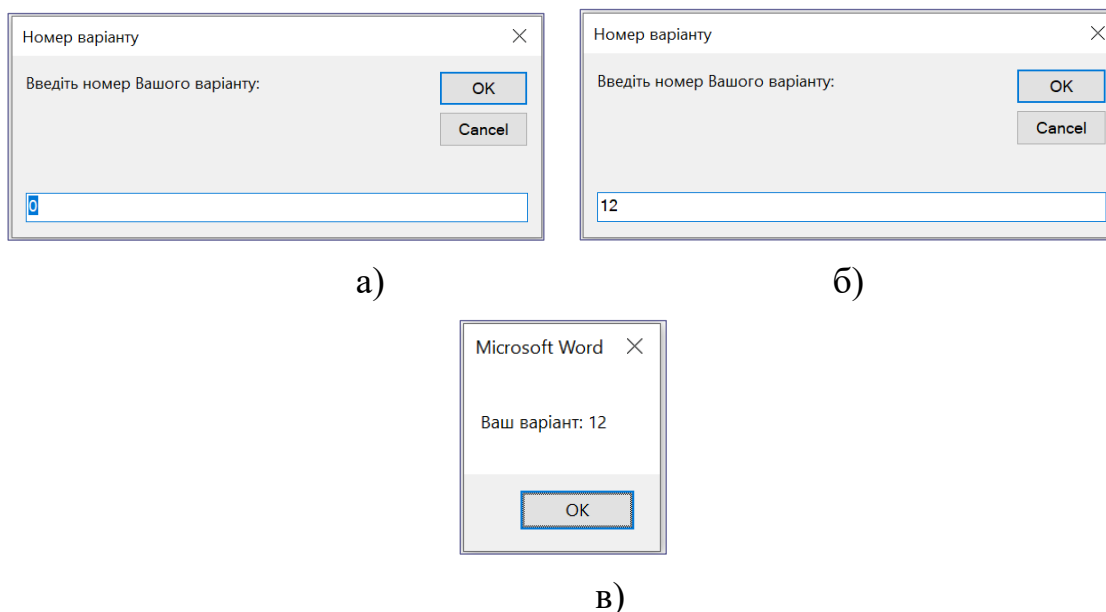 Номер варіанту
Введіть номер Вашого варіанту:
OK
Cancel
0
а)
Номер варіанту
Введіть номер Вашого варіанту:
OK
Cancel
12
б)
Microsoft Word
Ваш варіант: 12
OK
в)